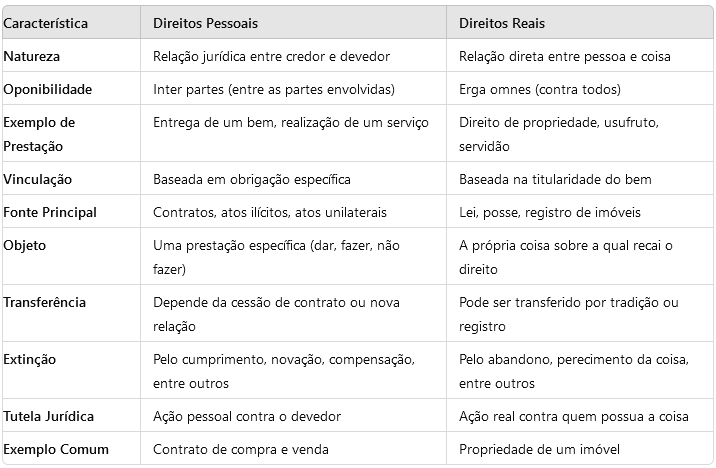 Característica Direitos Pessoais Direitos Reais
Natureza Relação jurídica entre credor e devedor Relação direta entre pessoa e coisa
Oponibilidade Inter partes (entre as partes envolvidas) Erga omnes (contra todos)
Exemplo de Entrega de um bem, realização de um serviço Direito de propriedade, usufruto,
Prestação servidão
Vinculação Baseada em obrigação específica Baseada na titularidade do bem
Fonte Principal Contratos, atos ilícitos, atos unilaterais Lei, posse, registro de imóveis
Objeto Uma prestação específica (dar, fazer, não A própria coisa sobre a qual recai o
fazer) direito
Transferência Depende da cessão de contrato ou nova Pode ser transferido por tradição ou
relação registro
Extinção Pelo cumprimento, novação, compensação, Pelo abandono, perecimento da coisa,
entre outros entre outros
Tutela Jurídica Ação pessoal contra o devedor Ação real contra quem possua a coisa
Exemplo Comum Contrato de compra e venda Propriedade de um imóvel